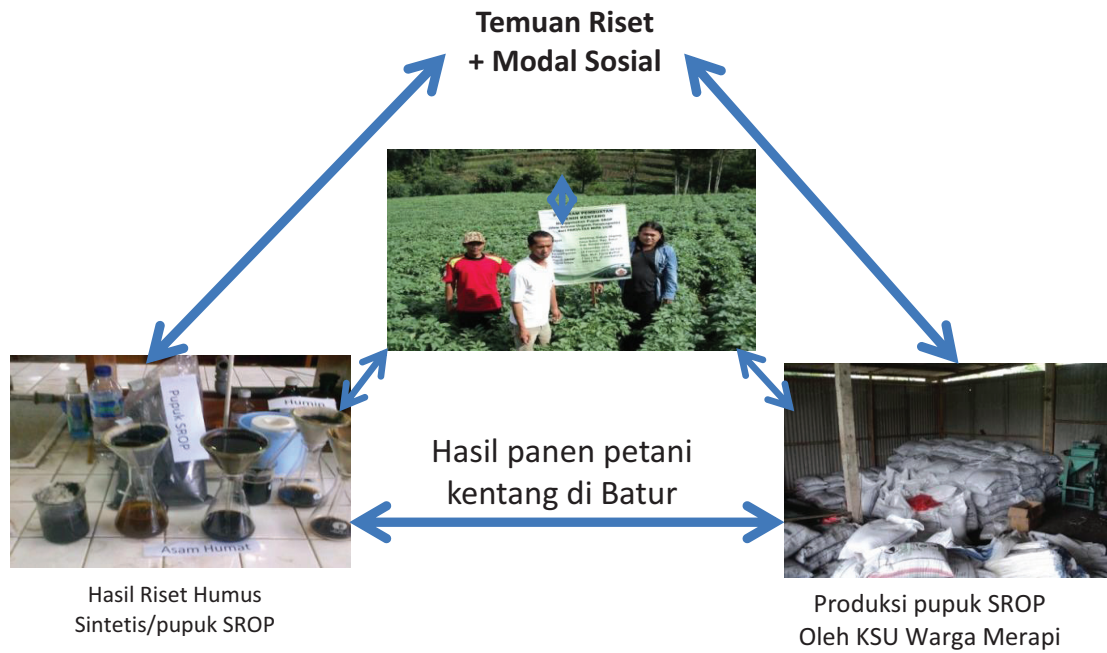 Temuan Riset
+ Modal Sosial
Pupuk SROP
Humin
Asam Humat
Hasil panen petani
kentang di Batur
Hasil Riset Humus
Sintetis/pupuk SROP
Produksi pupuk SROP
Oleh KSU Warga Merapi